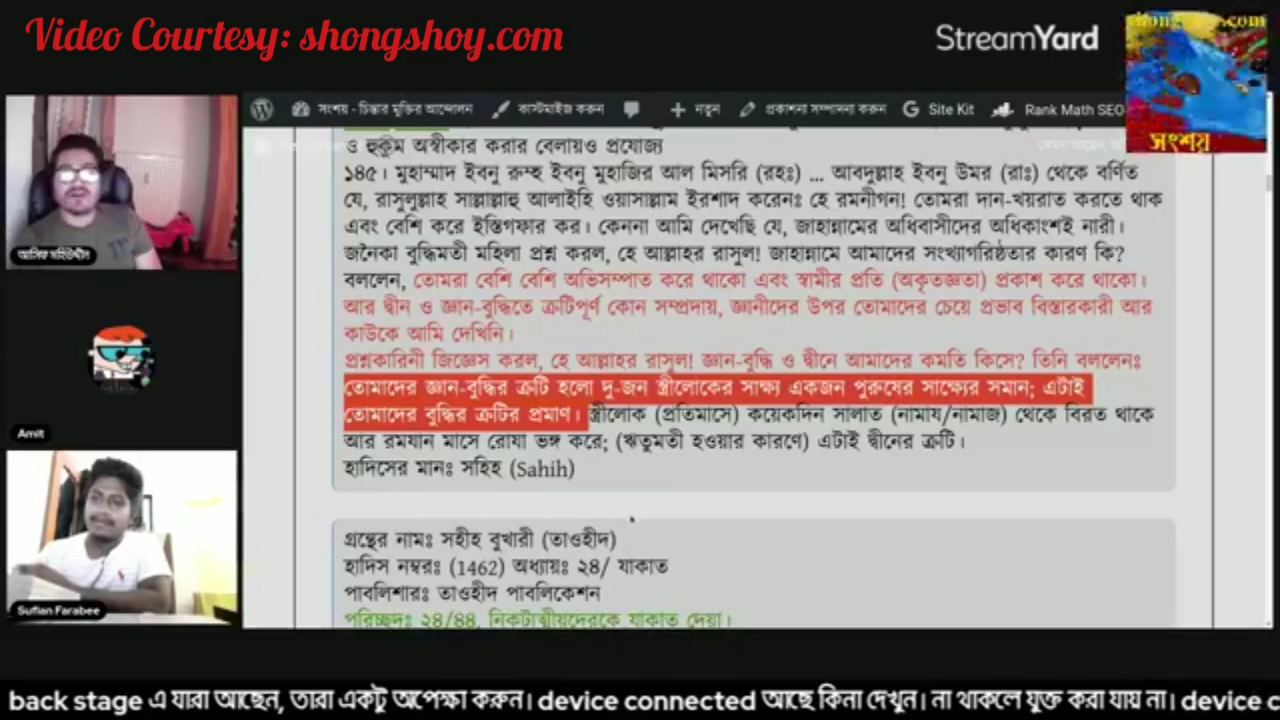 Video Courtesy: shongshoy.com
StreamYard
shongshoy.com
সংশয়
সংশয় - চিন্তার মুক্তির আন্দোলন কাস্টমাইজ করুন নতুন প্রকাশনা সম্পাদনা করুন Site Kit Rank Math SEO
ও হুকুম অস্বীকার করার বেলায়ও প্রযোজ্য
১৪৫। মুহাম্মাদ ইবনু রুম্হ ইবনু মুহাজির আল মিসরি (রহঃ) ... আবদুল্লাহ ইবনু উমর (রাঃ) থেকে বর্ণিত
যে, রাসুলুল্লাহ সাল্লাল্লাহু আলাইহি ওয়াসাল্লাম ইরশাদ করেনঃ হে রমনীগন! তোমরা দান-খয়রাত করতে থাক
এবং বেশি করে ইস্তিগফার কর। কেননা আমি দেখেছি যে, জাহান্নামের অধিবাসীদের অধিকাংশই নারী।
জনৈকা বুদ্ধিমতী মহিলা প্রশ্ন করল, হে আল্লাহর রাসুল! জাহান্নামে আমাদের সংখ্যাগরিষ্ঠতার কারণ কি?
বললেন, তোমরা বেশি বেশি অভিসম্পাত করে থাকো এবং স্বামীর প্রতি (অকৃতজ্ঞতা) প্রকাশ করে থাকো।
আর দ্বীন ও জ্ঞান-বুদ্ধিতে ত্রুটিপূর্ণ কোন সম্প্রদায়, জ্ঞানীদের উপর তোমাদের চেয়ে প্রভাব বিস্তারকারী আর
কাউকে আমি দেখিনি।
প্রশ্নকারিনী জিজ্ঞেস করল, হে আল্লাহর রাসুল! জ্ঞান-বুদ্ধি ও দ্বীনে আমাদের কমতি কিসে? তিনি বললেনঃ
তোমাদের জ্ঞান-বুদ্ধির ত্রুটি হলো দু-জন স্ত্রীলোকের সাক্ষ্য একজন পুরুষের সাক্ষ্যের সমান; এটাই
তোমাদের বুদ্ধির ত্রুটির প্রমাণ। স্ত্রীলোক (প্রতিমাসে) কয়েকদিন সালাত (নামায/নামাজ) থেকে বিরত থাকে
আর রমযান মাসে রোযা ভঙ্গ করে; (ঋতুমতী হওয়ার কারণে) এটাই দ্বীনের ত্রুটি।
হাদিসের মানঃ সহিহ (Sahih)
গ্রন্থের নামঃ সহীহ বুখারী (তাওহীদ)
হাদিস নম্বরঃ (1462) অধ্যায়ঃ ২৪/ যাকাত
পাবলিশারঃ তাওহীদ পাবলিকেশন
পরিচ্ছদঃ ২৪/৪৪. নিকটাত্মীয়দেরকে যাকাত দেয়া।
আসিফ মহিউদ্দীন
Amit
Sufian Farabee
back stage এ যারা আছেন, তারা একটু অপেক্ষা করুন। device connected আছে কিনা দেখুন। না থাকলে যুক্ত করা যায় না। device c